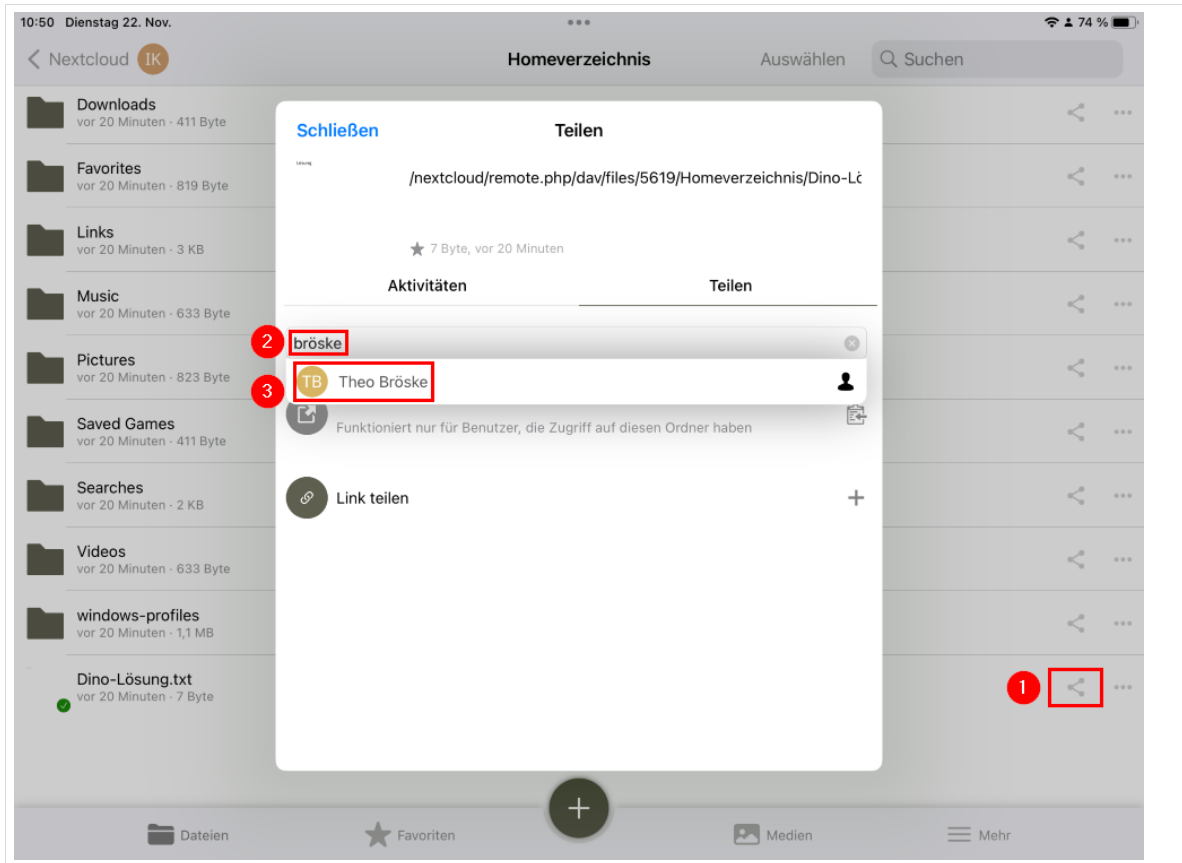 10:50 Dienstag 22. Nov.
74 %
Nextcloud IK
Homeverzeichnis
Auswählen
Suchen
Downloads
vor 20 Minuten - 411 Byte
Favorites
vor 20 Minuten - 819 Byte
Links
vor 20 Minuten - 3 KB
Music
vor 20 Minuten - 633 Byte
Pictures
vor 20 Minuten - 823 Byte
Saved Games
vor 20 Minuten - 411 Byte
Searches
vor 20 Minuten - 2 KB
Videos
vor 20 Minuten - 633 Byte
windows-profiles
vor 20 Minuten - 1,1 MB
Dino-Lösung.txt
vor 20 Minuten - 7 Byte
1
Schließen
Teilen
Lösung
/nextcloud/remote.php/dav/files/5619/Homeverzeichnis/Dino-Lö
7 Byte, vor 20 Minuten
Aktivitäten
Teilen
2
bröske
3
TB Theo Bröske
Funktioniert nur für Benutzer, die Zugriff auf diesen Ordner haben
Link teilen
Dateien
Favoriten
Medien
Mehr